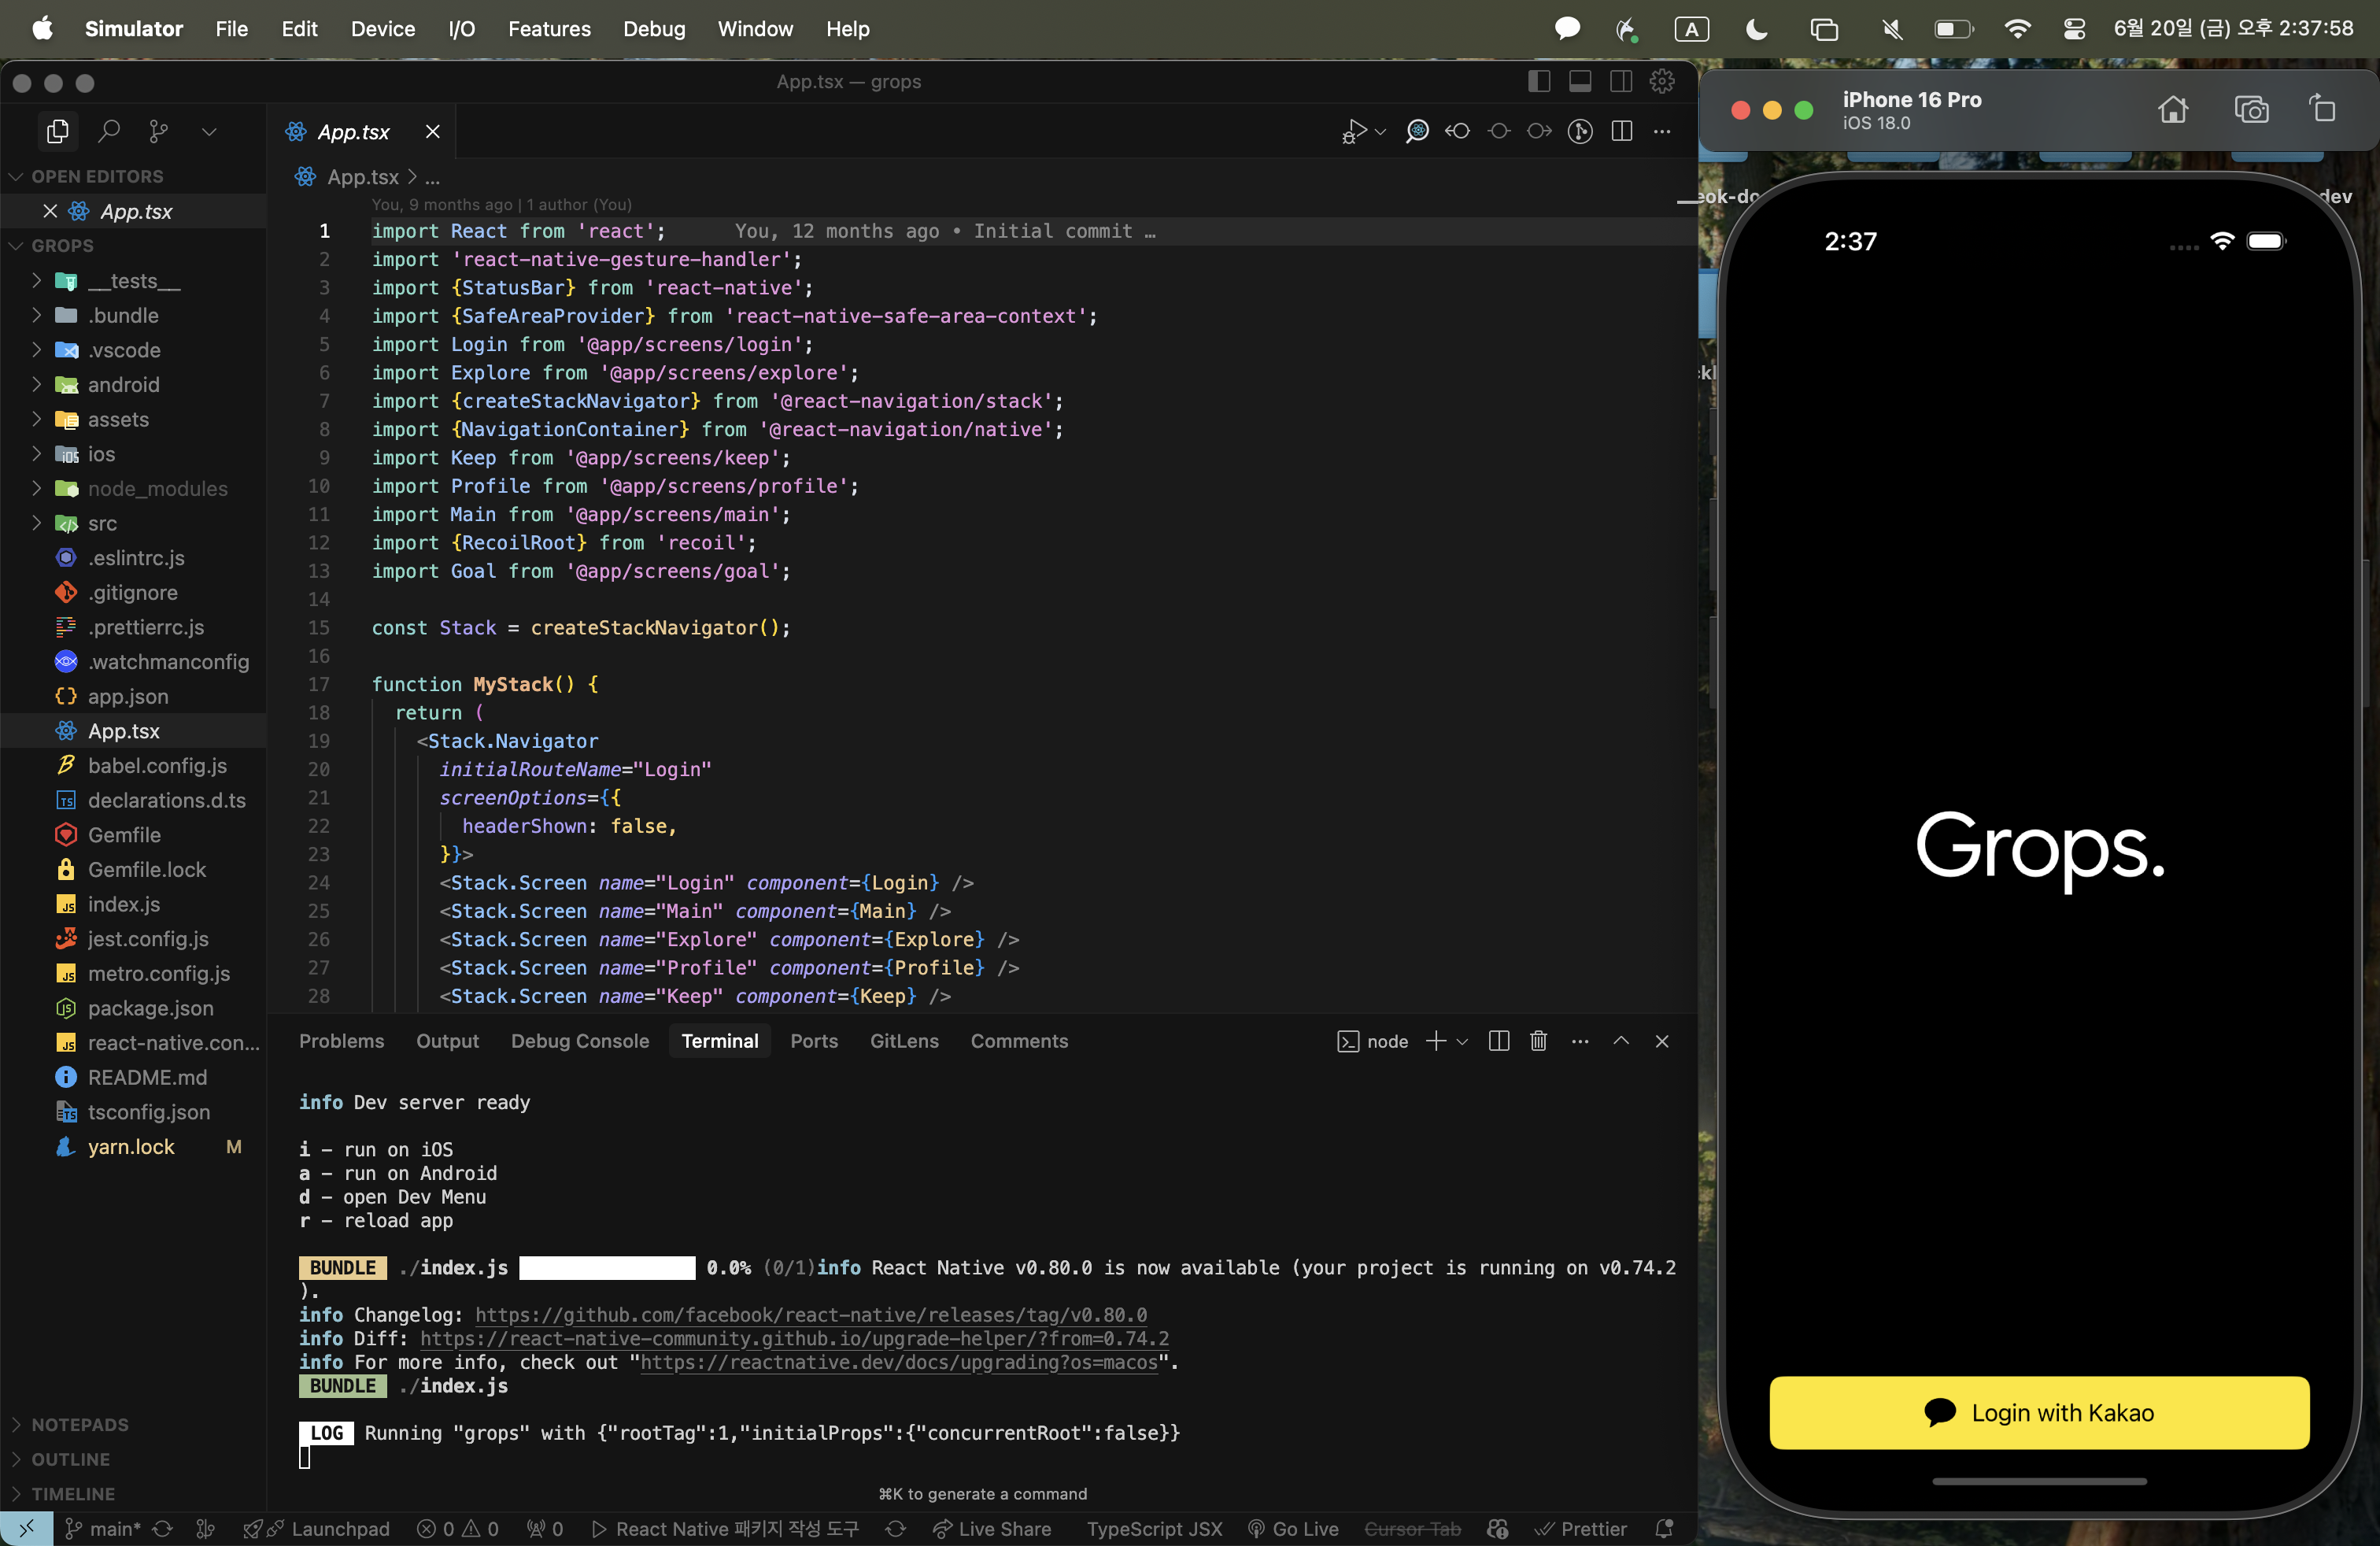 Simulator File Edit Device I/O Features Debug Window Help
A
6월 20일 (금) 오후 2:37:58
App.tsx — grops
App.tsx
OPEN EDITORS
App.tsx
GROPS
__tests__
.bundle
.vscode
android
assets
ios
node_modules
src
.eslintrc.js
.gitignore
.prettierrc.js
.watchmanconfig
app.json
App.tsx
babel.config.js
declarations.d.ts
Gemfile
Gemfile.lock
index.js
jest.config.js
metro.config.js
package.json
react-native.con...
README.md
tsconfig.json
yarn.lock M
NOTEPADS
OUTLINE
TIMELINE
App.tsx > ...
You, 9 months ago | 1 author (You)
1 import React from 'react'; You, 12 months ago • Initial commit …
2 import 'react-native-gesture-handler';
3 import {StatusBar} from 'react-native';
4 import {SafeAreaProvider} from 'react-native-safe-area-context';
5 import Login from '@app/screens/login';
6 import Explore from '@app/screens/explore';
7 import {createStackNavigator} from '@react-navigation/stack';
8 import {NavigationContainer} from '@react-navigation/native';
9 import Keep from '@app/screens/keep';
10 import Profile from '@app/screens/profile';
11 import Main from '@app/screens/main';
12 import {RecoilRoot} from 'recoil';
13 import Goal from '@app/screens/goal';
14
15 const Stack = createStackNavigator();
16
17 function MyStack() {
18 return (
19 <Stack.Navigator
20 initialRouteName="Login"
21 screenOptions={{
22 headerShown: false,
23 }}>
24 <Stack.Screen name="Login" component={Login} />
25 <Stack.Screen name="Main" component={Main} />
26 <Stack.Screen name="Explore" component={Explore} />
27 <Stack.Screen name="Profile" component={Profile} />
28 <Stack.Screen name="Keep" component={Keep} />
Problems Output Debug Console Terminal Ports GitLens Comments
node
info Dev server ready
i – run on iOS
a – run on Android
d – open Dev Menu
r – reload app
BUNDLE ./index.js 0.0% (0/1)info React Native v0.80.0 is now available (your project is running on v0.74.2
).
info Changelog: https://github.com/facebook/react-native/releases/tag/v0.80.0
info Diff: https://react-native-community.github.io/upgrade-helper/?from=0.74.2
info For more info, check out "https://reactnative.dev/docs/upgrading?os=macos".
BUNDLE ./index.js
LOG Running "grops" with {"rootTag":1,"initialProps":{"concurrentRoot":false}}
⌘K to generate a command
main* Launchpad 0 0 0 React Native 패키지 작성 도구 Live Share TypeScript JSX Go Live Cursor Tab Prettier
iPhone 16 Pro
iOS 18.0
dev
2:37
Grops.
Login with Kakao